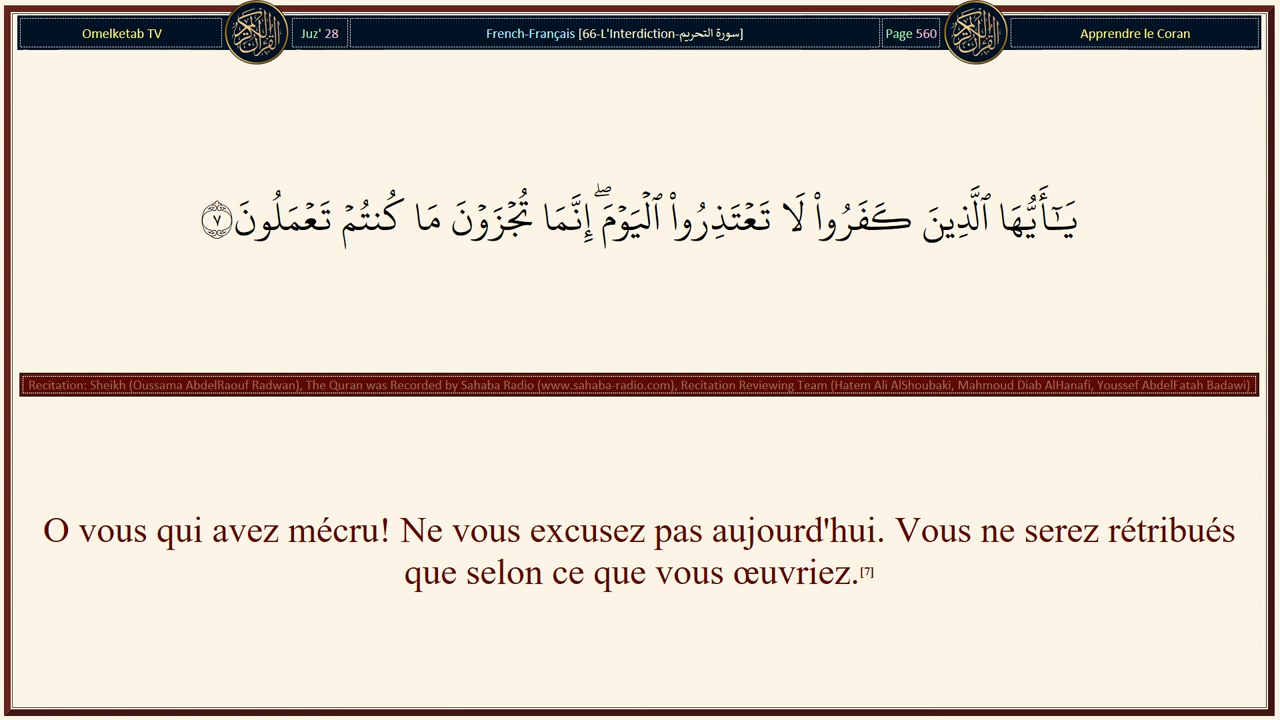 Omelketab TV
Juz' 28
French-Français [66-L'Interdiction-سورة التحريم]
Page 560
Apprendre le Coran
يَـٰٓأَيُّهَا ٱلَّذِينَ كَفَرُوا۟ لَا تَعْتَذِرُوا۟ ٱلْيَوْمَ ۖ إِنَّمَا تُجْزَوْنَ مَا كُنتُمْ تَعْمَلُونَ ٧
Recitation: Sheikh (Oussama AbdelRaouf Radwan), The Quran was Recorded by Sahaba Radio (www.sahaba-radio.com), Recitation Reviewing Team (Hatem Ali AlShoubaki, Mahmoud Diab AlHanafi, Youssef AbdelFatah Badawi)
O vous qui avez mécru! Ne vous excusez pas aujourd'hui. Vous ne serez rétribués
que selon ce que vous œuvriez.[7]